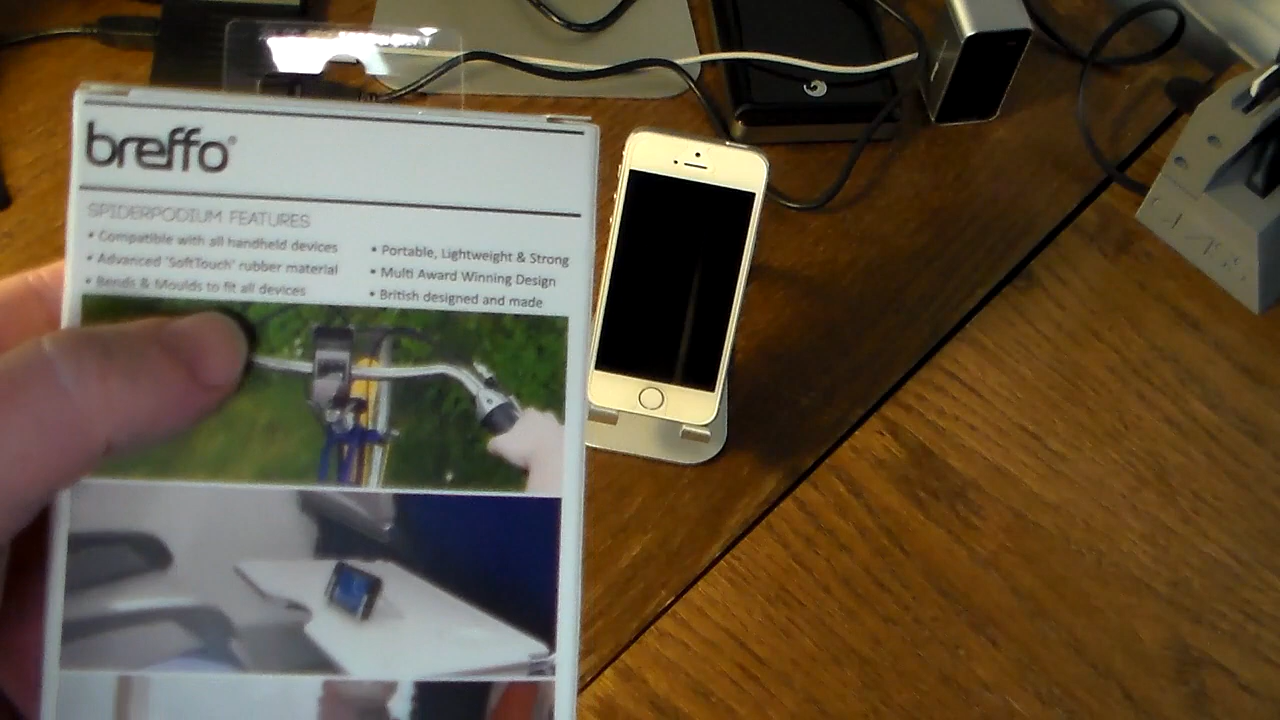 breffo®
SPIDERPODIUM FEATURES
• Compatible with all handheld devices
• Advanced 'SoftTouch' rubber material
• Bends & Moulds to fit all devices
• Portable, Lightweight & Strong
• Multi Award Winning Design
• British designed and made